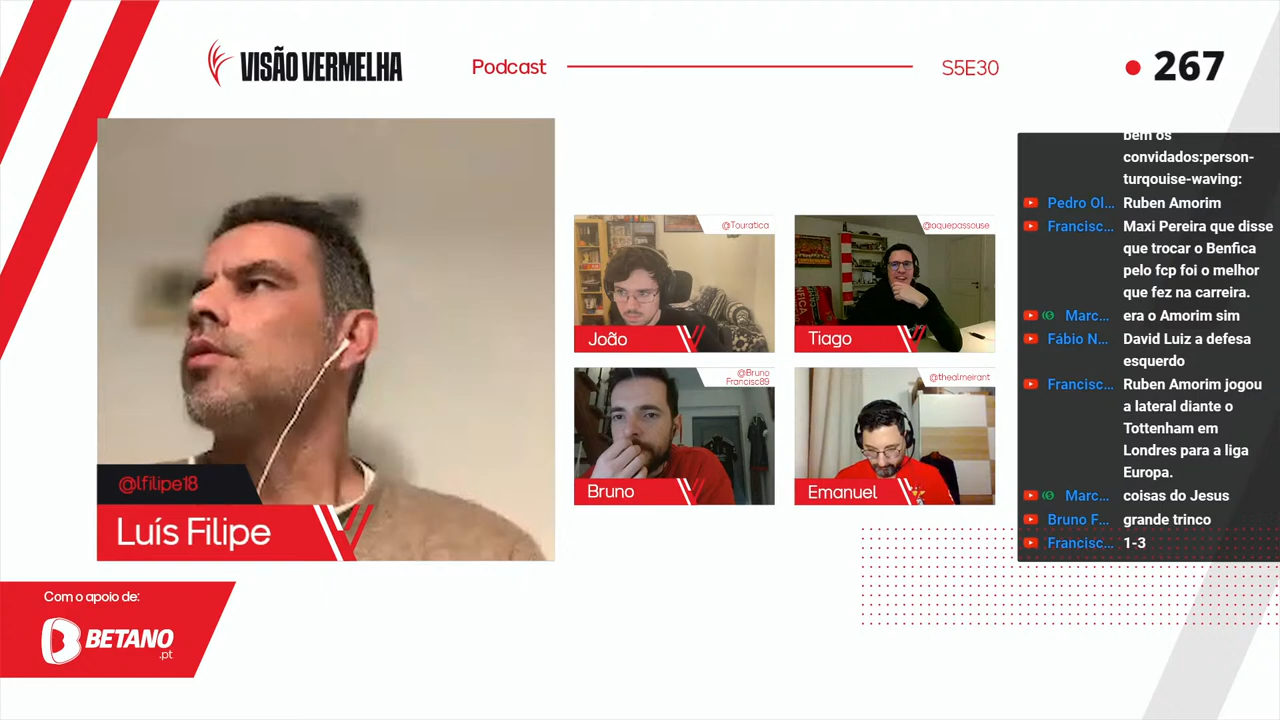 VISÃO VERMELHA
Podcast
S5E30
267
@lfilipe18
Luís Filipe
@Touratica
João
@oquepassouse
Tiago
@Bruno
Francisc89
Bruno
@thealmeirant
Emanuel
bem os
convidados:person-
turqouise-waving:
Pedro Ol... Ruben Amorim
Francisc... Maxi Pereira que disse
que trocar o Benfica
pelo fcp foi o melhor
que fez na carreira.
Marc... era o Amorim sim
Fábio N... David Luiz a defesa
esquerdo
Francisc... Ruben Amorim jogou
a lateral diante o
Tottenham em
Londres para a liga
Europa.
Marc... coisas do Jesus
Bruno F... grande trinco
Francisc... 1-3
Com o apoio de:
BETANO
.pt